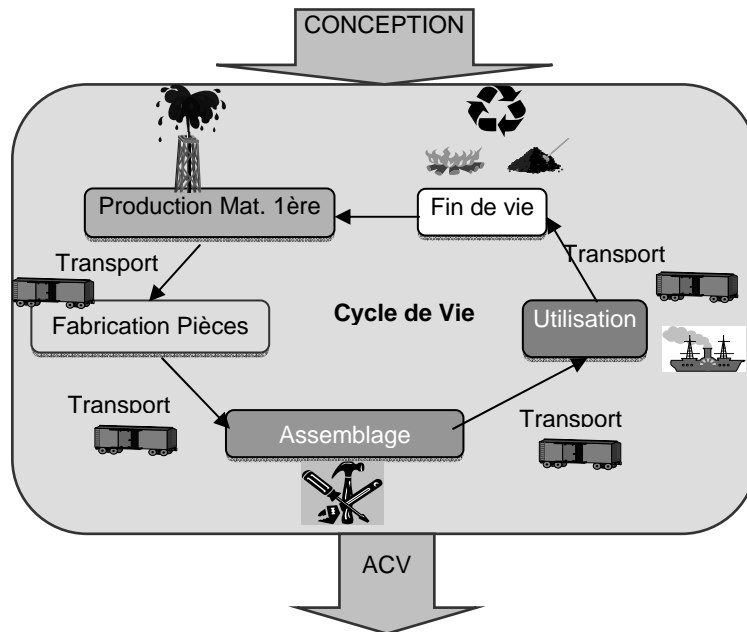 CONCEPTION
Production Mat. 1ère
Fin de vie
Transport
Transport
Fabrication Pièces
Cycle de Vie
Utilisation
Transport
Assemblage
Transport
ACV